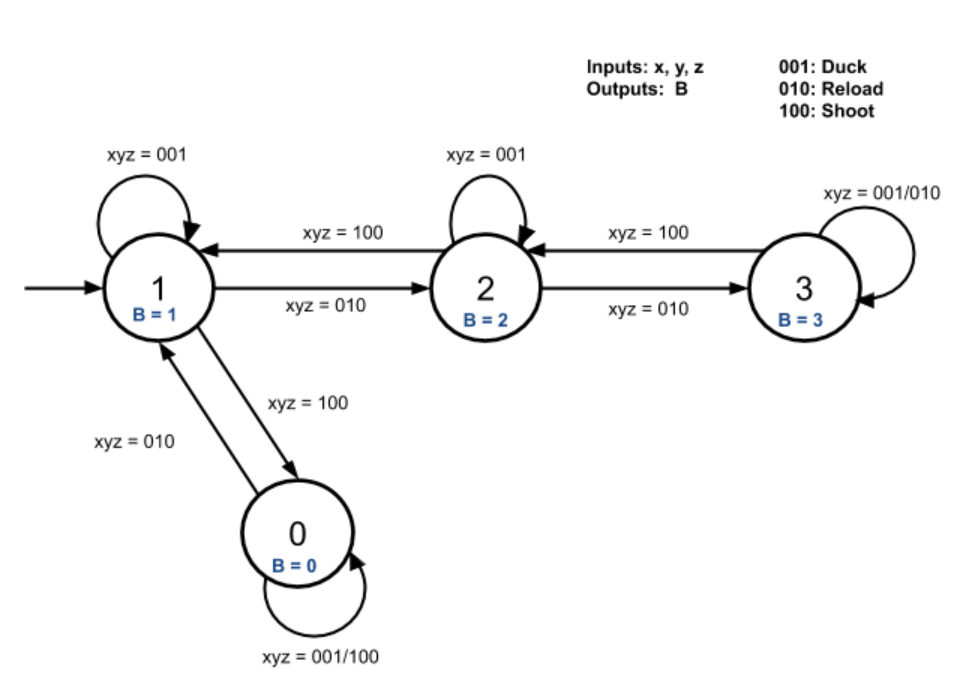 Inputs: x, y, z
Outputs: B
001: Duck
010: Reload
100: Shoot
xyz = 001
xyz = 001
xyz = 001/010
xyz = 100
xyz = 100
1
B = 1
2
B = 2
3
B = 3
xyz = 010
xyz = 010
xyz = 100
xyz = 010
0
B = 0
xyz = 001/100